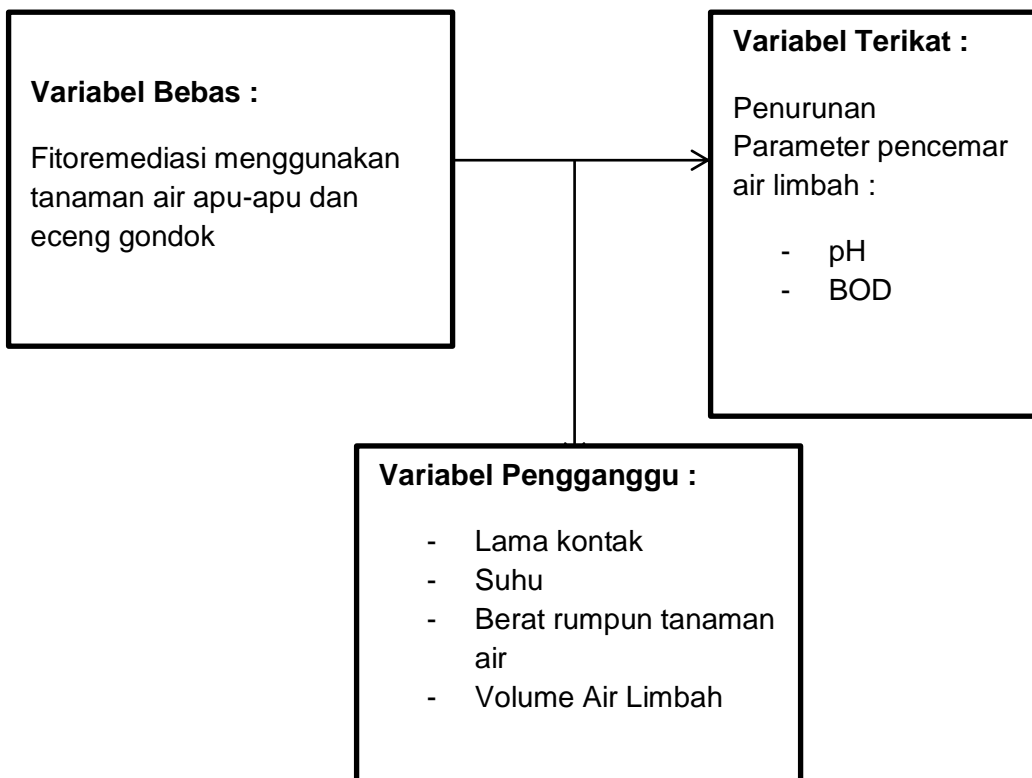 Variabel Bebas :
Fitoremediasi menggunakan
tanaman air apu-apu dan
eceng gondok
Variabel Terikat :
Penurunan
Parameter pencemar
air limbah :
- pH
- BOD
Variabel Pengganggu :
- Lama kontak
- Suhu
- Berat rumpun tanaman
air
- Volume Air Limbah